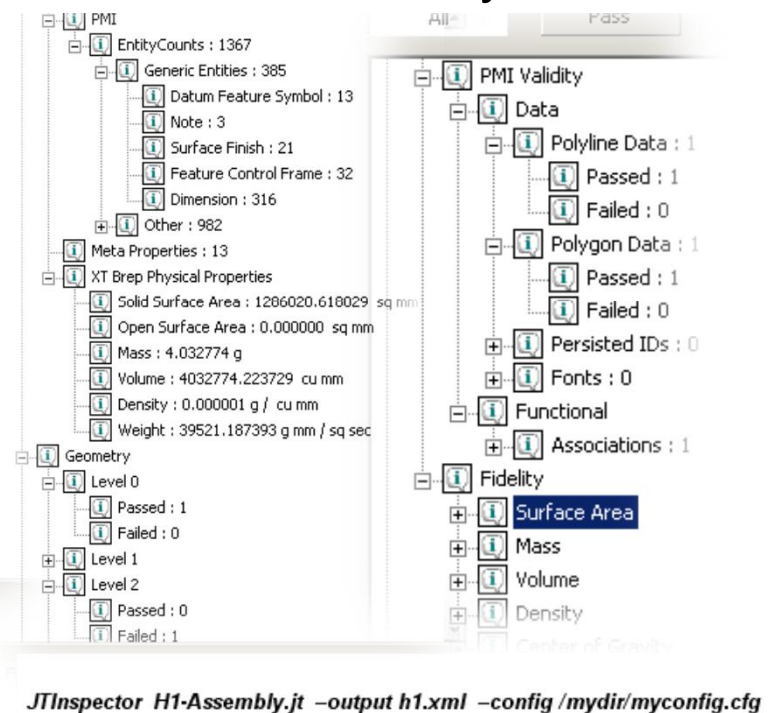 PMI
EntityCounts : 1367
Generic Entities : 385
Datum Feature Symbol : 13
Note : 3
Surface Finish : 21
Feature Control Frame : 32
Dimension : 316
Other : 982
Meta Properties : 13
XT Brep Physical Properties
Solid Surface Area : 1286020.618029 sq mm
Open Surface Area : 0.000000 sq mm
Mass : 4.032774 g
Volume : 4032774.223729 cu mm
Density : 0.000001 g / cu mm
Weight : 39521.187393 g mm / sq sec
Geometry
Level 0
Passed : 1
Failed : 0
Level 1
Level 2
Passed : 0
Failed : 1
All
Pass
PMI Validity
Data
Polyline Data : 1
Passed : 1
Failed : 0
Polygon Data : 1
Passed : 1
Failed : 0
Persisted IDs : 0
Fonts : 0
Functional
Associations : 1
Fidelity
Surface Area
Mass
Volume
Density
Center of Gravity
JTInspector H1-Assembly.jt –output h1.xml –config /mydir/myconfig.cfg